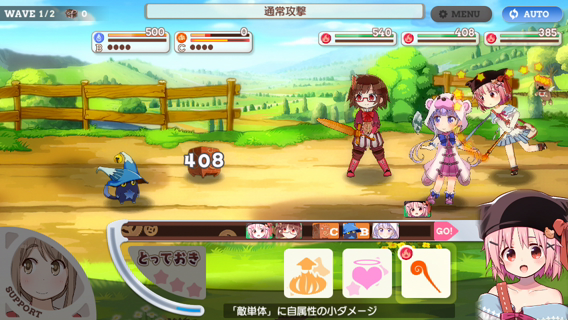 WAVE 1/2 0
通常攻撃
MENU
AUTO
500
B
0
C
540
408
385
408
C
B
GO!
とっておき
SUPPORT
「敵単体」に自属性の小ダメージ